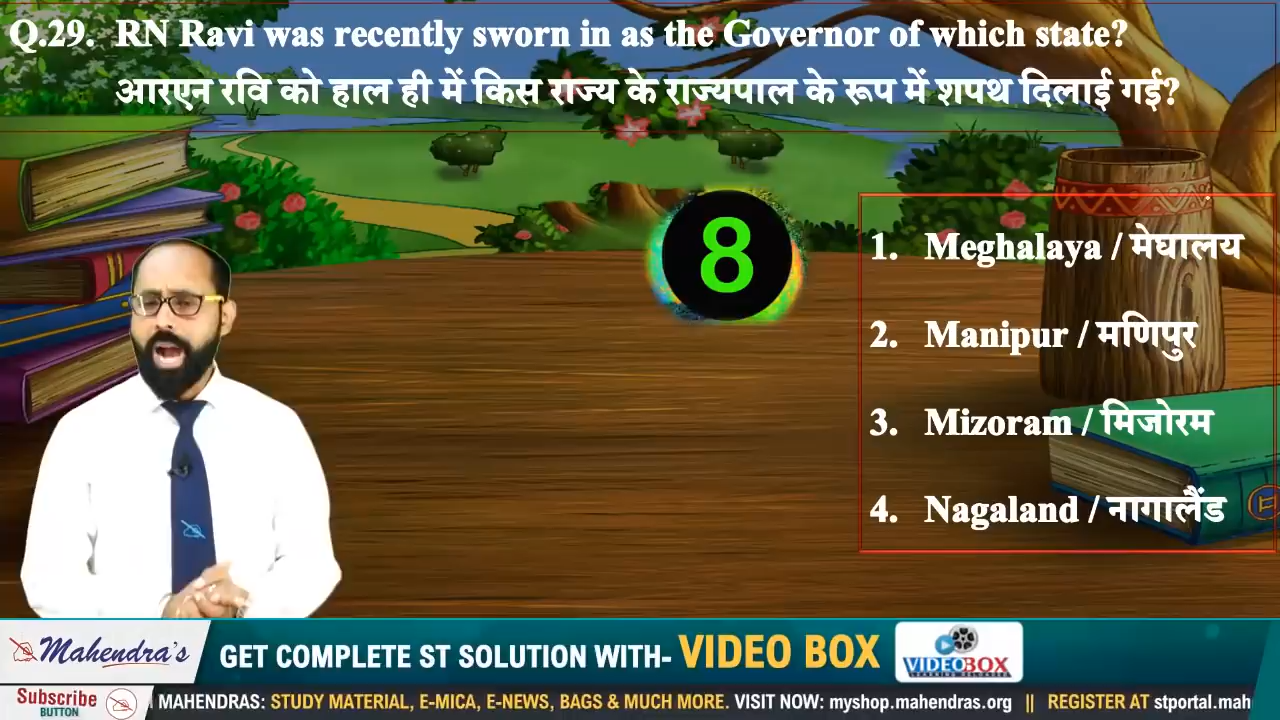 Q.29. RN Ravi was recently sworn in as the Governor of which state?
आरएन रवि को हाल ही में किस राज्य के राज्यपाल के रूप में शपथ दिलाई गई?
8
1. Meghalaya / मेघालय
2. Manipur / मणिपुर
3. Mizoram / मिजोरम
4. Nagaland / नागालैंड
Mahendra's
GET COMPLETE ST SOLUTION WITH- VIDEO BOX
VIDEOBOX
LEARNING RELOADED
Subscribe
BUTTON
MAHENDRAS: STUDY MATERIAL, E-MICA, E-NEWS, BAGS & MUCH MORE. VISIT NOW: myshop.mahendras.org || REGISTER AT stportal.mah